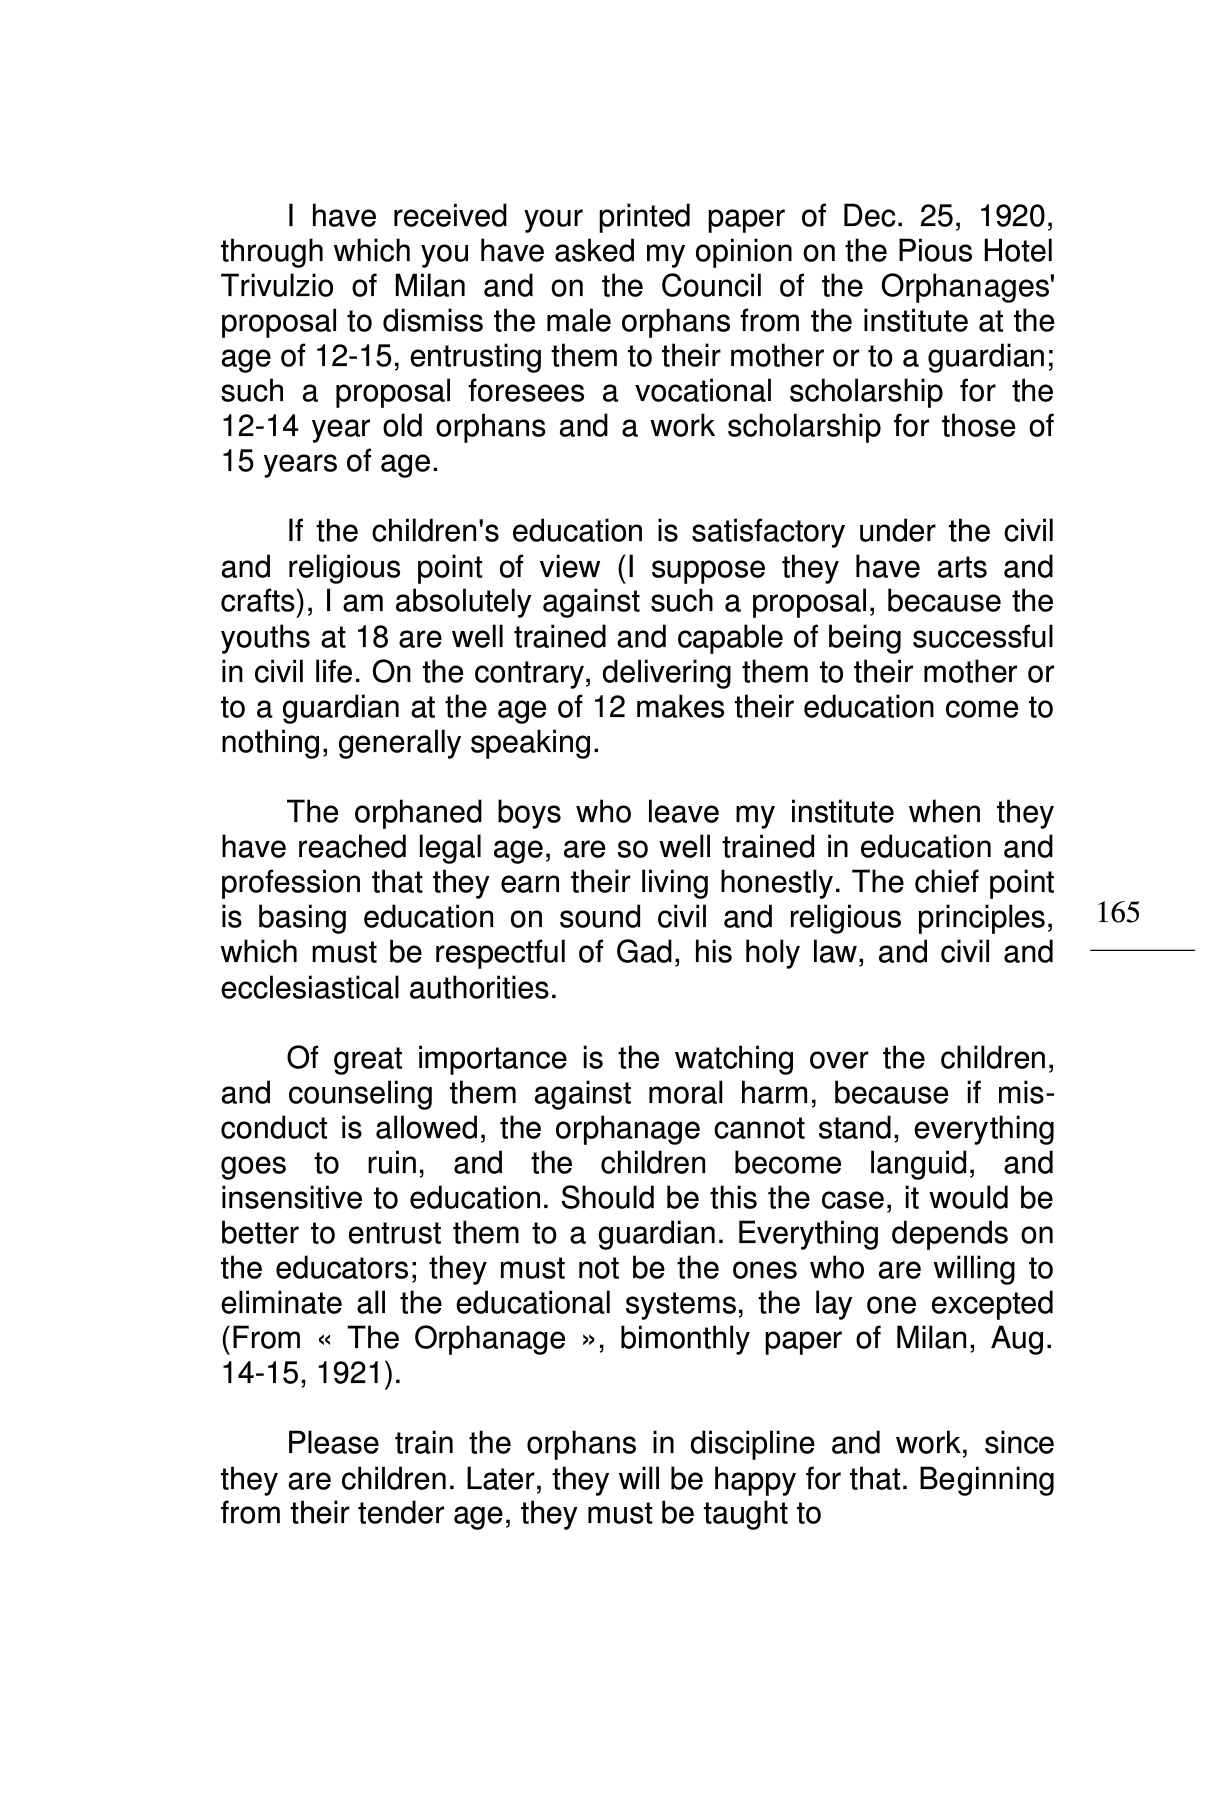 I have received your printed paper of Dec. 25, 1920,
through which you have asked my opinion on the Pious Hotel
Trivulzio of Milan and on the Council of the Orphanages'
proposal to dismiss the male orphans from the institute at the
age of 12-15, entrusting them to their mother or to a guardian;
such a proposal foresees a vocational scholarship for the
12-14 year old orphans and a work scholarship for those of
15 years of age.
If the children's education is satisfactory under the civil
and religious point of view (I suppose they have arts and
crafts), I am absolutely against such a proposal, because the
youths at 18 are well trained and capable of being successful
in civil life. On the contrary, delivering them to their mother or
to a guardian at the age of 12 makes their education come to
nothing, generally speaking.
The orphaned boys who leave my institute when they
have reached legal age, are so well trained in education and
profession that they earn their living honestly. The chief point
is basing education on sound civil and religious principles,
which must be respectful of Gad, his holy law, and civil and
ecclesiastical authorities.
165
Of great importance is the watching over the children,
and counseling them against moral harm, because if mis-
conduct is allowed, the orphanage cannot stand, everything
goes to ruin, and the children become languid, and
insensitive to education. Should be this the case, it would be
better to entrust them to a guardian. Everything depends on
the educators; they must not be the ones who are willing to
eliminate all the educational systems, the lay one excepted
(From « The Orphanage », bimonthly paper of Milan, Aug.
14-15, 1921).
Please train the orphans in discipline and work, since
they are children. Later, they will be happy for that. Beginning
from their tender age, they must be taught to